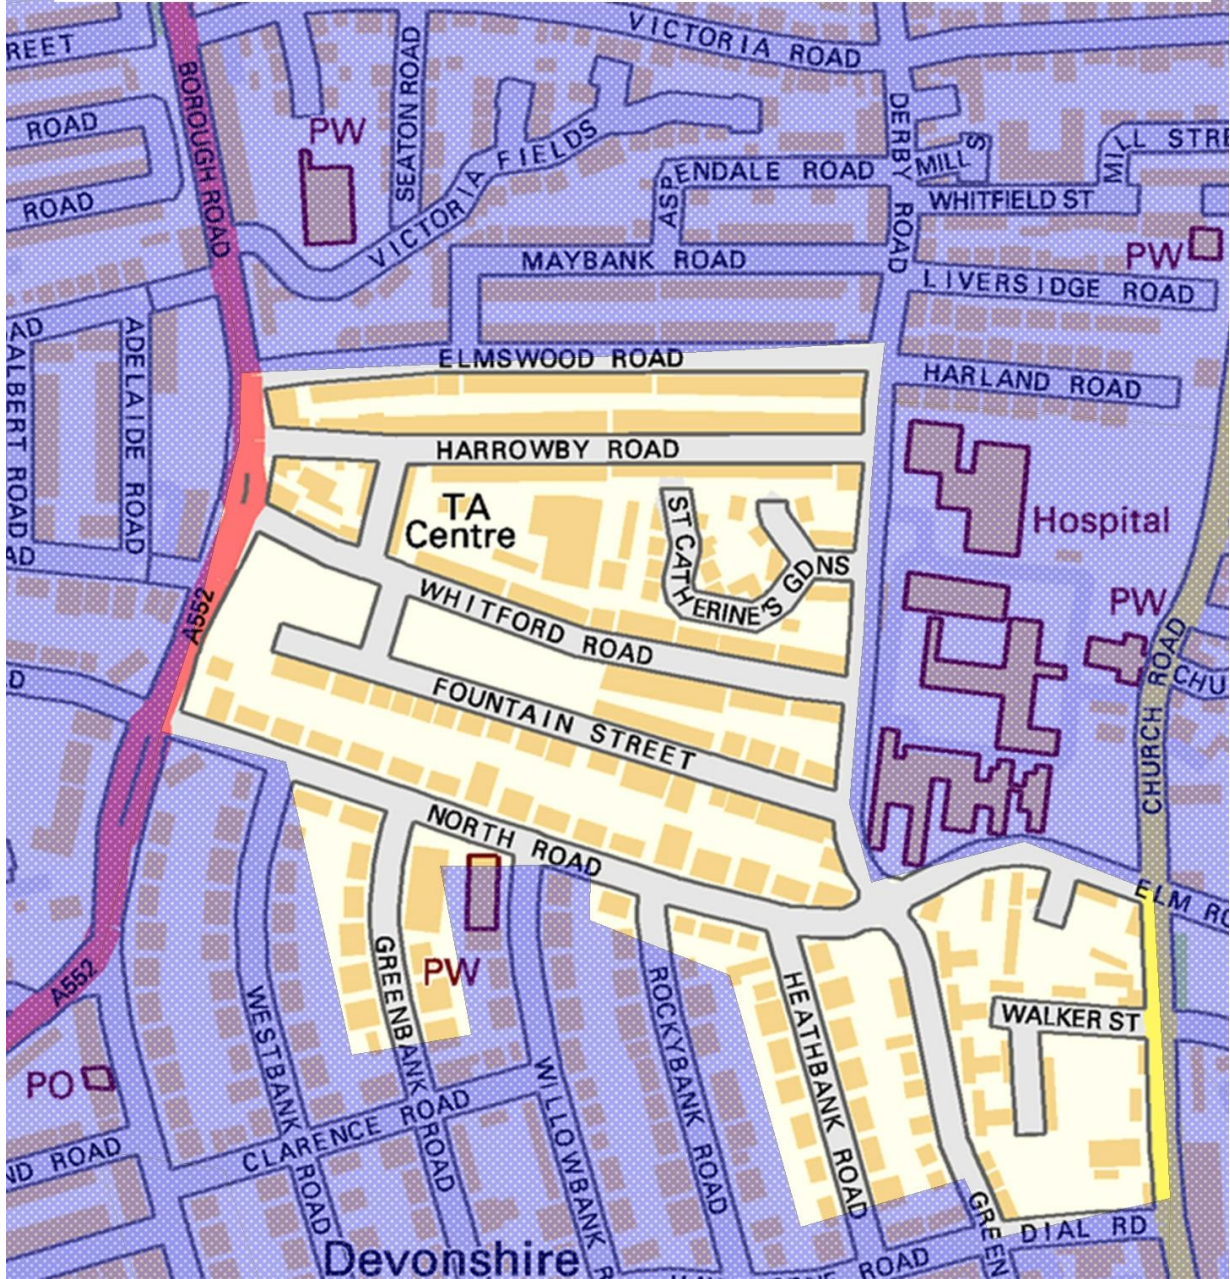 VICTORIA ROAD
REET
BOROUGH ROAD
SEATON ROAD
PW
ROAD
DERBY ROAD
MILL S
MILL STRE
VICTORIA FIELDS
ASPENDALE ROAD
WHITFIELD ST
ROAD
PW
MAYBANK ROAD
LIVERSIDGE ROAD
AD
ALBERT ROAD
ADELAIDE ROAD
ELMSWOOD ROAD
HARLAND ROAD
HARROWBY ROAD
TA
Centre
ST CATHERINE'S GDNS
Hospital
AD
A552
WHITFORD ROAD
PW
CHURCH ROAD
CHU
D
FOUNTAIN STREET
NORTH ROAD
ELM RO
A552
GREENBANK ROAD
PW
WESTBANK ROAD
ROCKYBANK ROAD
HEATHBANK ROAD
WALKER ST
PO
WILLOWBANK R
CLARENCE ROAD
ND ROAD
GREEN
DIAL RD
Devonshire
ROAD